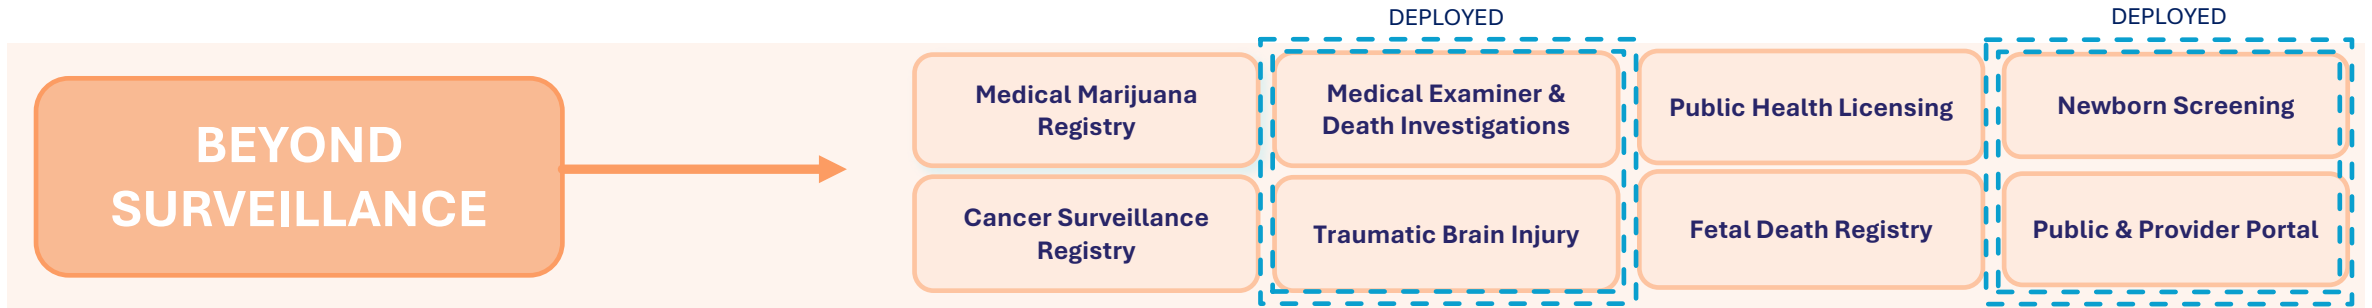 DEPLOYED
DEPLOYED
BEYOND
SURVEILLANCE
Medical Marijuana
Registry
Medical Examiner &
Death Investigations
Public Health Licensing
Newborn Screening
Cancer Surveillance
Registry
Traumatic Brain Injury
Fetal Death Registry
Public & Provider Portal